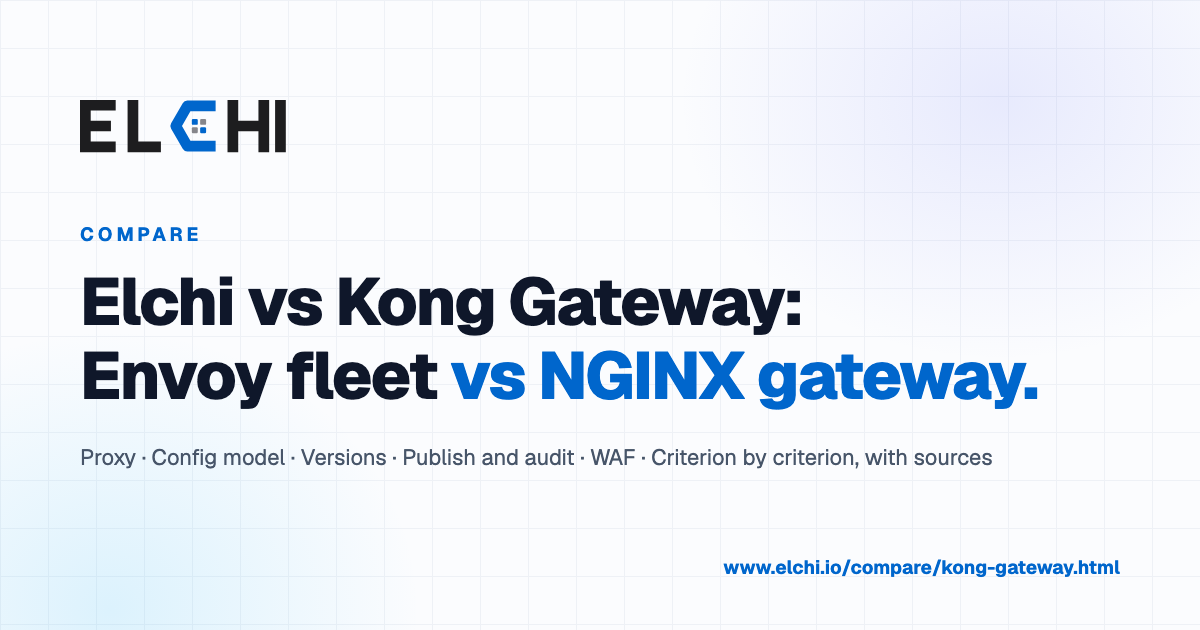 ELCHI
COMPARE
Elchi vs Kong Gateway:
Envoy fleet vs NGINX gateway.
Proxy · Config model · Versions · Publish and audit · WAF · Criterion by criterion, with sources
www.elchi.io/compare/kong-gateway.html